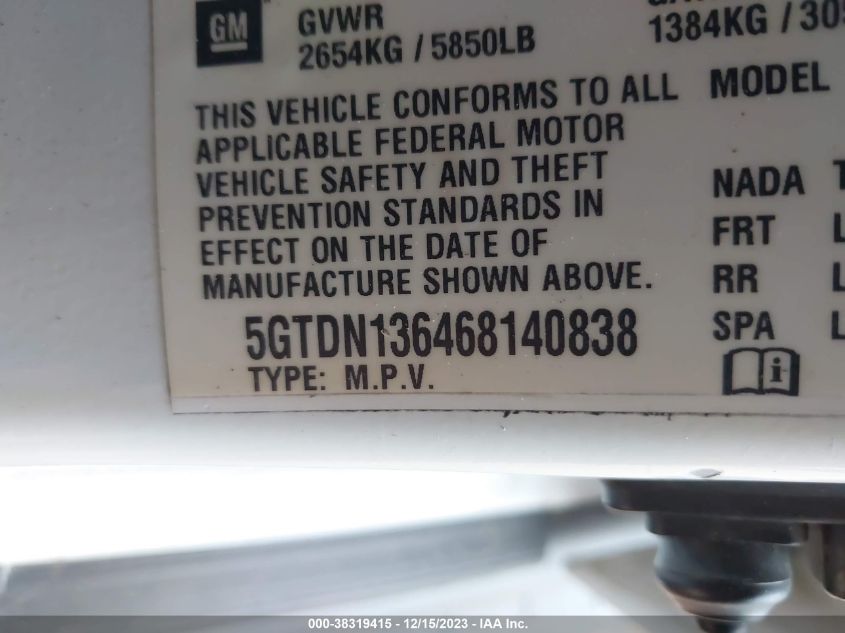 GM
GVWR
2654KG / 5850LB
1384KG / 305
THIS VEHICLE CONFORMS TO ALL
APPLICABLE FEDERAL MOTOR
VEHICLE SAFETY AND THEFT
PREVENTION STANDARDS IN
EFFECT ON THE DATE OF
MANUFACTURE SHOWN ABOVE.
5GTDN136468140838
TYPE: M.P.V.
MODEL
NADA T
FRT L
RR L
SPA L
i
000-38319415 - 12/15/2023 - IAA Inc.